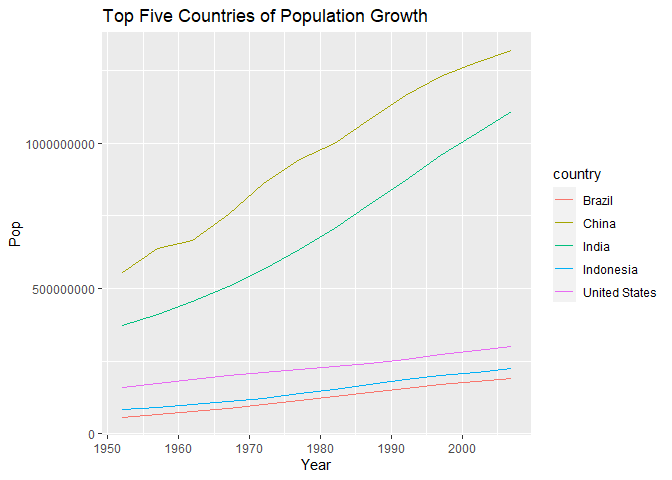 Top Five Countries of Population Growth
Pop
1000000000
500000000
0
1950
1960
1970
1980
1990
2000
Year
country
Brazil
China
India
Indonesia
United States